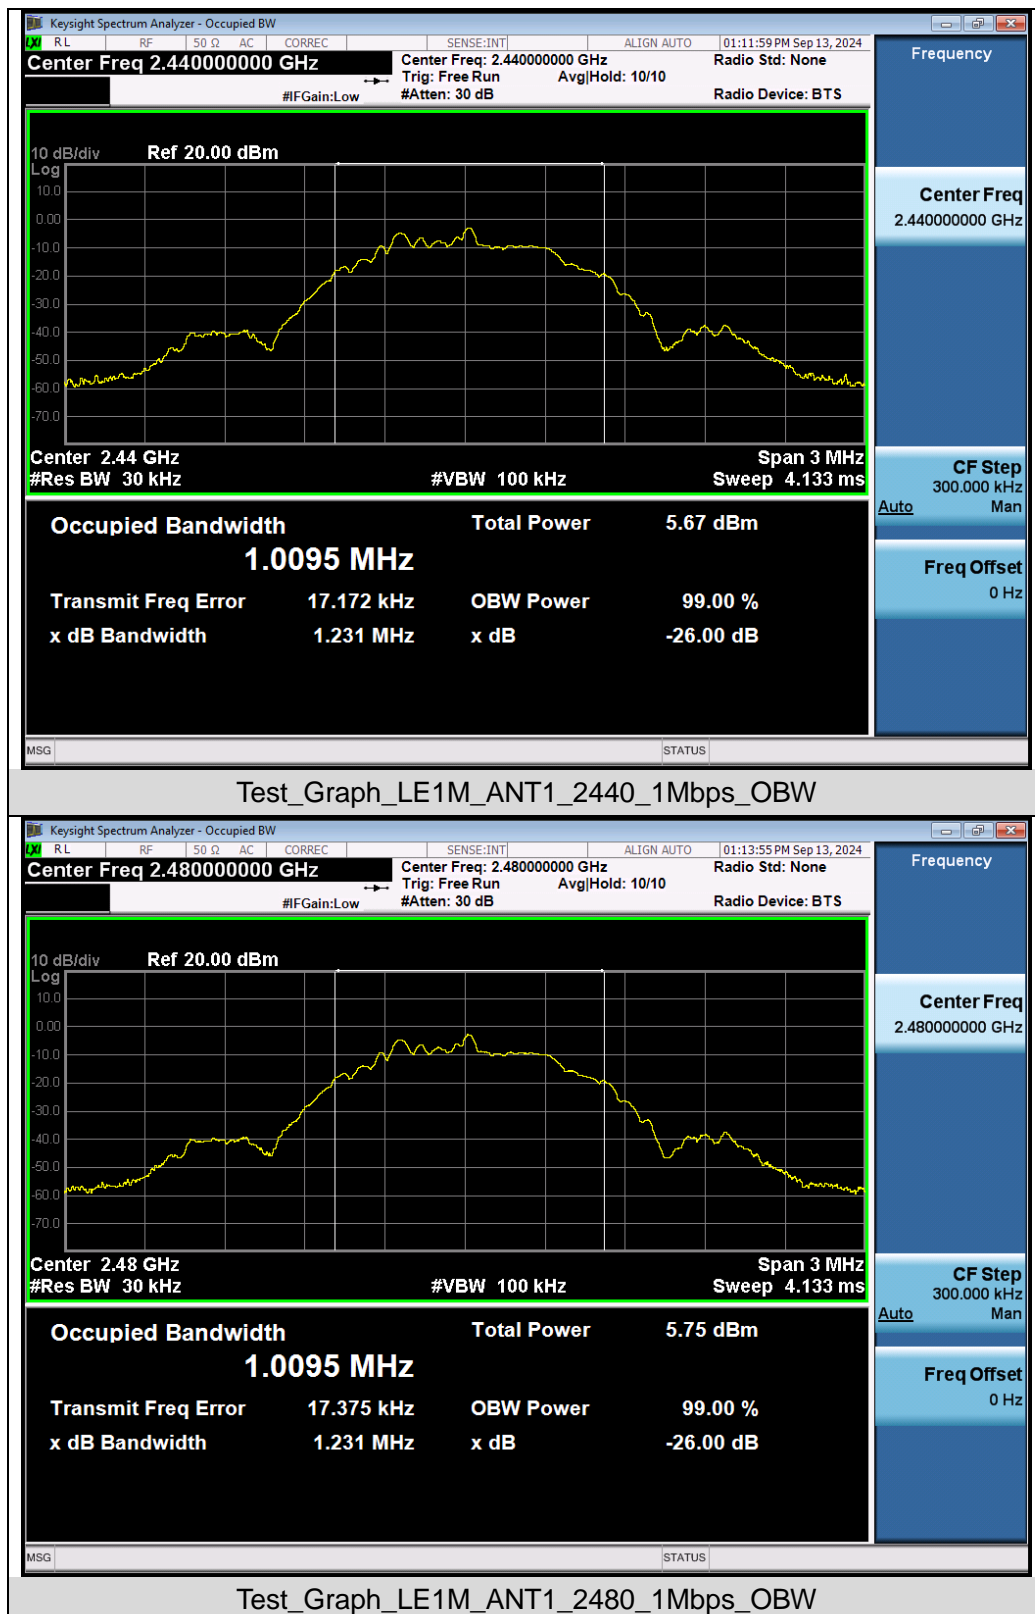 Keysight Spectrum Analyzer - Occupied BW
LXI RL RF 50 Ω AC CORREC SENSE:INT ALIGN AUTO 01:11:59 PM Sep 13, 2024
Center Freq 2.440000000 GHz
Center Freq: 2.440000000 GHz Radio Std: None
Trig: Free Run Avg|Hold: 10/10
#IFGain:Low #Atten: 30 dB Radio Device: BTS
Frequency
10 dB/div Ref 20.00 dBm
Log
10.0
0.00
-10.0
-20.0
-30.0
-40.0
-50.0
-60.0
-70.0
Center 2.44 GHz Span 3 MHz
#Res BW 30 kHz #VBW 100 kHz Sweep 4.133 ms
Center Freq
2.440000000 GHz
CF Step
300.000 kHz
Auto Man
Freq Offset
0 Hz
Occupied Bandwidth Total Power 5.67 dBm
1.0095 MHz
Transmit Freq Error 17.172 kHz OBW Power 99.00 %
x dB Bandwidth 1.231 MHz x dB -26.00 dB
MSG STATUS
Test_Graph_LE1M_ANT1_2440_1Mbps_OBW
Keysight Spectrum Analyzer - Occupied BW
LXI RL RF 50 Ω AC CORREC SENSE:INT ALIGN AUTO 01:13:55 PM Sep 13, 2024
Center Freq 2.480000000 GHz
Center Freq: 2.480000000 GHz Radio Std: None
Trig: Free Run Avg|Hold: 10/10
#IFGain:Low #Atten: 30 dB Radio Device: BTS
Frequency
10 dB/div Ref 20.00 dBm
Log
10.0
0.00
-10.0
-20.0
-30.0
-40.0
-50.0
-60.0
-70.0
Center 2.48 GHz Span 3 MHz
#Res BW 30 kHz #VBW 100 kHz Sweep 4.133 ms
Center Freq
2.480000000 GHz
CF Step
300.000 kHz
Auto Man
Freq Offset
0 Hz
Occupied Bandwidth Total Power 5.75 dBm
1.0095 MHz
Transmit Freq Error 17.375 kHz OBW Power 99.00 %
x dB Bandwidth 1.231 MHz x dB -26.00 dB
MSG STATUS
Test_Graph_LE1M_ANT1_2480_1Mbps_OBW